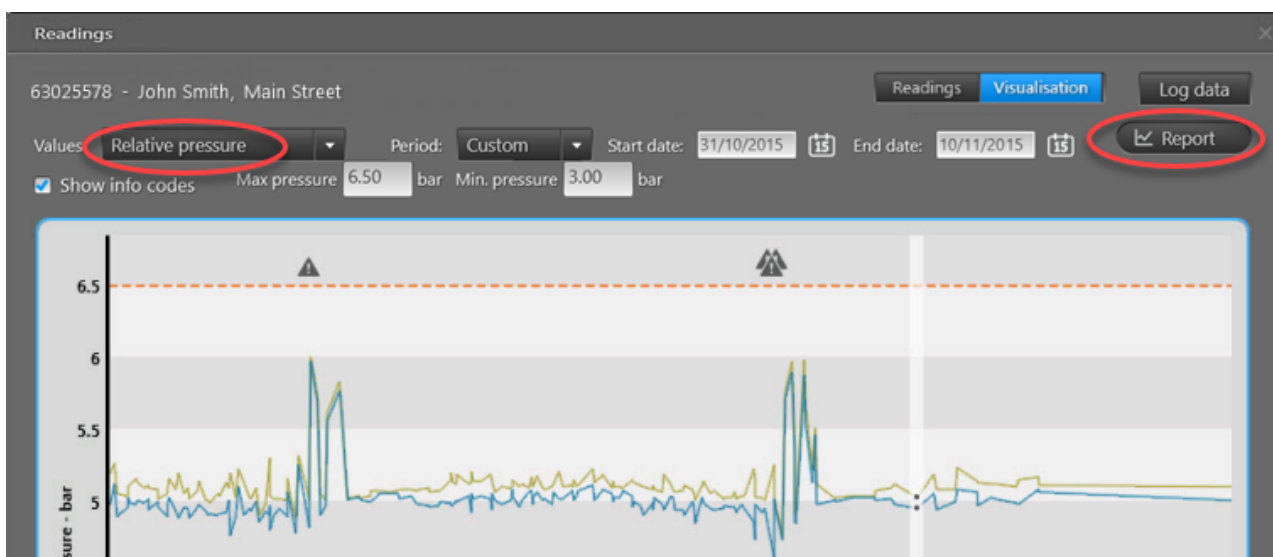 Readings
63025578 - John Smith, Main Street Readings Visualisation Log data
Values Relative pressure Period: Custom Start date: 31/10/2015 15 End date: 10/11/2015 15 Report
Show info codes Max pressure 6.50 bar Min. pressure 3.00 bar
6.5
6
5.5
5
sure - bar